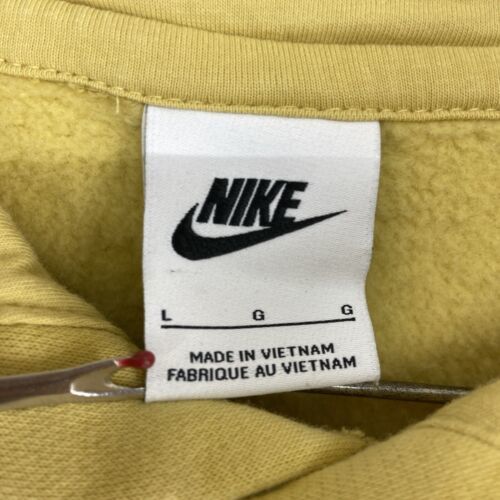 NIKE
L G G
MADE IN VIETNAM
FABRIQUE AU VIETNAM